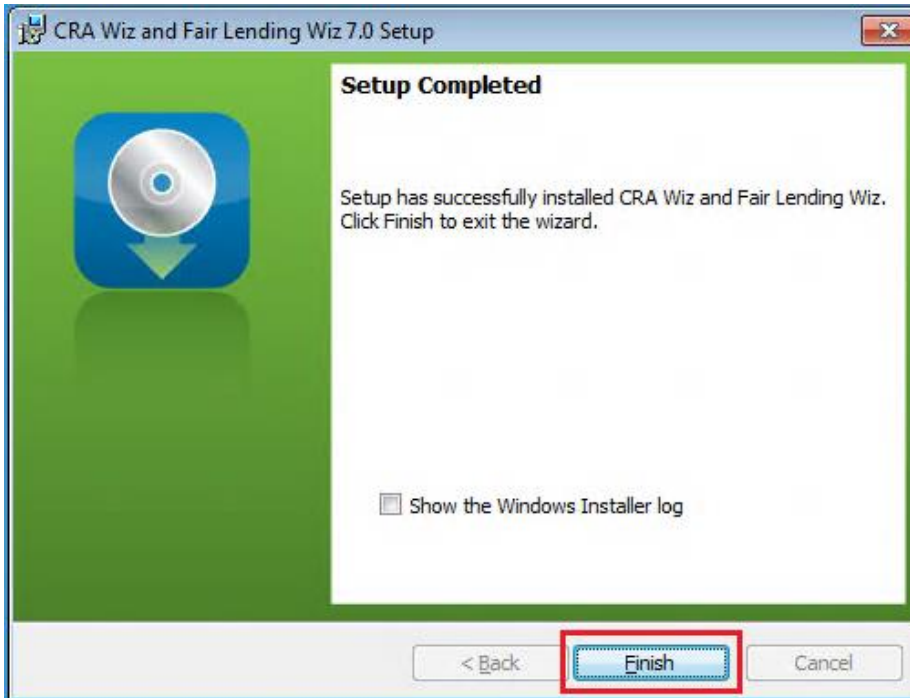 CRA Wiz and Fair Lending Wiz 7.0 Setup
Setup Completed
Setup has successfully installed CRA Wiz and Fair Lending Wiz.
Click Finish to exit the wizard.
Show the Windows Installer log
< Back
Finish
Cancel